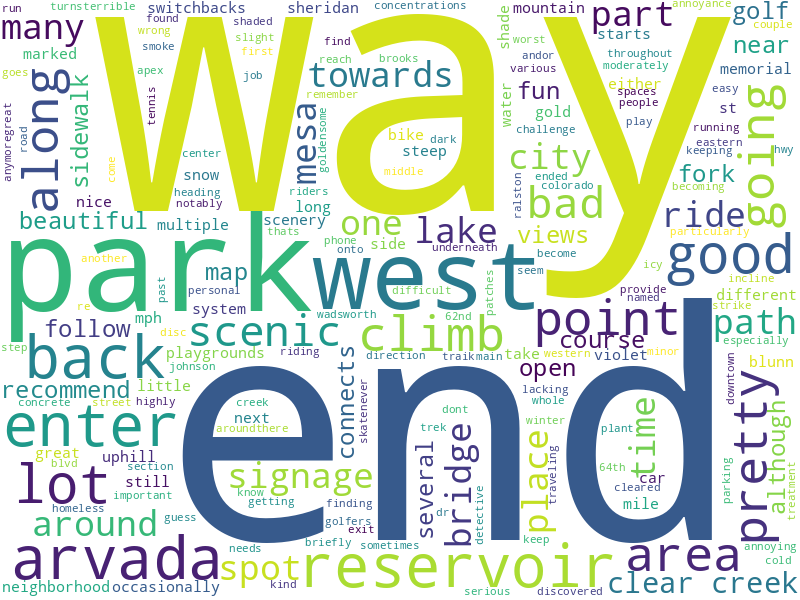 run
turnsterrible
switchbacks
sheridan
concentrations
way
shade
mountain
part
annoyance
golf
many
found
wrong
shaded
slight
first
find
starts
couple
worst
andor
throughout
marked
smoke
reach
brooks
moderately
near
goes
apex
job
towards
various
either
memorial
along
sidewalk
tennis
mesa
goldensome
remember
fun
spaces
people
easy
water
gold
play
st
going
anymoregreat
road
bike
dark
challenge
running
center
steep
city
eastern
keeping
hwy
come
snow
middle
ended
colorado
fork
heading
long
riders
ralston
becoming
nice
notably
bad
beautiful
multiple
scenery
one
lake
ride
park
thats
phone
side
underneath
views
particularly
another
past
map
onto
west
seem
become
good
icy
incline
personal
difficult
patches
provide
named
different
re
system
wadsworth
62nd
point
strike
path
disc
mph
follow
scenic
climb
especially
step
back
playgrounds
riding
direction
traik
main
take
course
western
violet
minor
blunn
recommend
johnson
little
connects
open
lacking
whole
downtown
concrete
street
highly
creek
end
dont
winter
plant
pretty
although
enter
next
aroundthere
skatenever
trek
time
great
uphill
signage
several
bridge
place
traveling
64th
car
blvd
section
still
lot
important
know
getting
finding
cleared
mile
parking
treatment
homeless
around
guess
golfers
exit
dr
detective
keep
arvada
needs
briefly
sometimes
area
annoying
cold
spot
reservoir
neighborhood
occasionally
kind
serious
discovered
clear creek